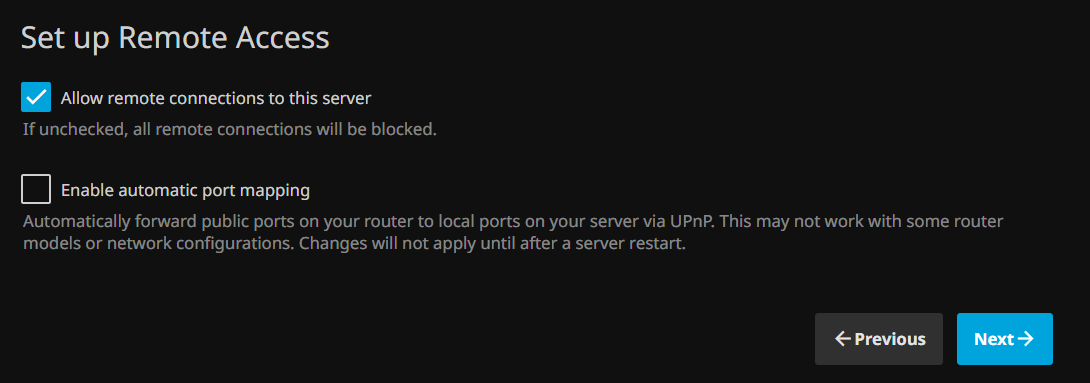 Set up Remote Access
Allow remote connections to this server
If unchecked, all remote connections will be blocked.
Enable automatic port mapping
Automatically forward public ports on your router to local ports on your server via UPnP. This may not work with some router
models or network configurations. Changes will not apply until after a server restart.
Previous
Next